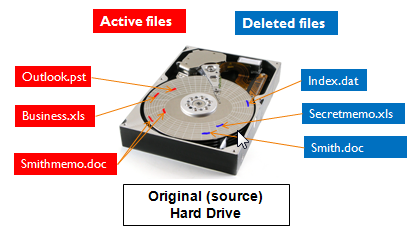 Active files
Deleted files
Outlook.pst
Business.xls
Smithmemo.doc
Index.dat
Secretmemo.xls
Smith.doc
Original (source)
Hard Drive